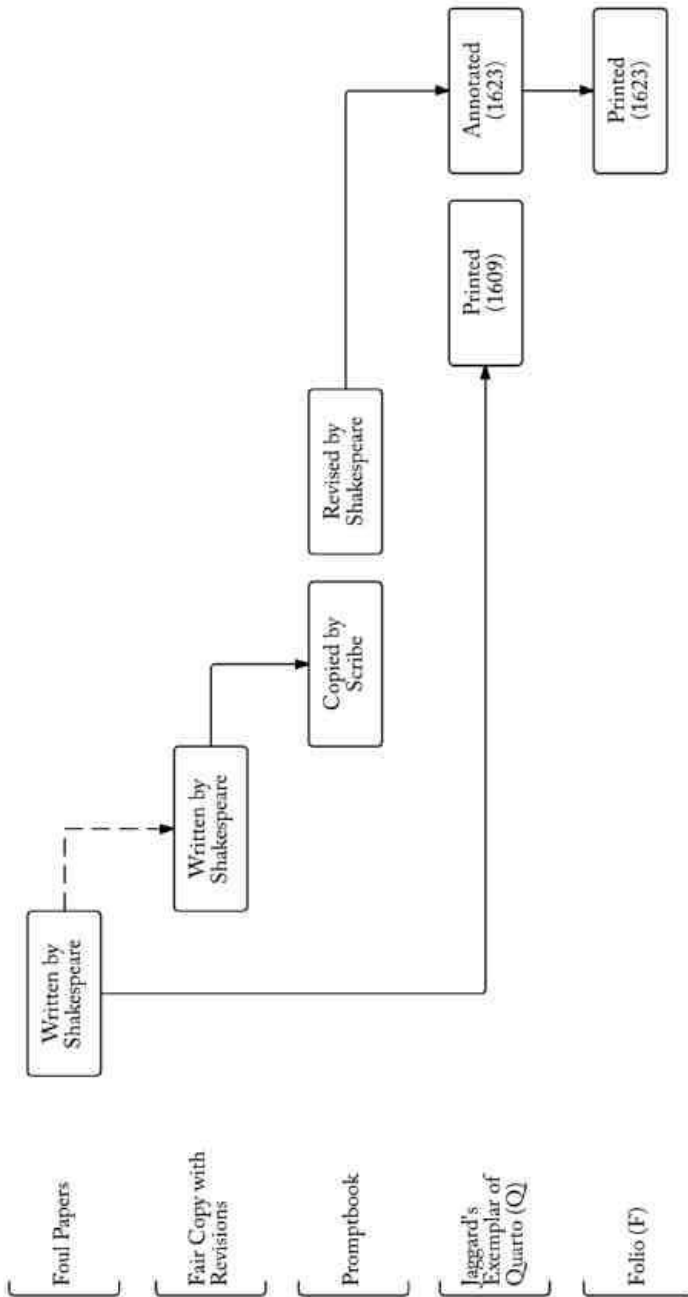 Foul Papers
Written by
Shakespeare
Fair Copy with
Revisions
Written by
Shakespeare
Promptbook
Copied by
Scribe
Revised by
Shakespeare
Jaggard's
Exemplar of
Quarto (Q)
Printed
(1609)
Annotated
(1623)
Folio (F)
Printed
(1623)